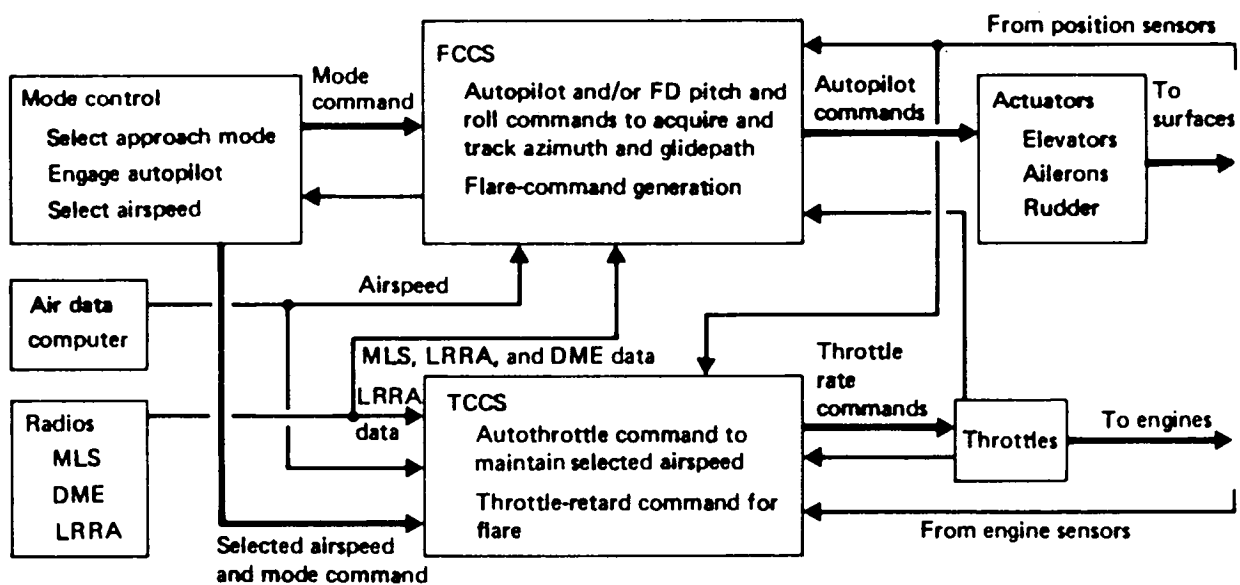 From position sensors
Mode control
Select approach mode
Engage autopilot
Select airspeed
Mode
command
FCCS
Autopilot and/or FD pitch and
roll commands to acquire and
track azimuth and glidepath
Flare-command generation
Autopilot
commands
Actuators
Elevators
Ailerons
Rudder
To
surfaces
Air data
computer
Airspeed
MLS, LRRA, and DME data
Radios
MLS
DME
LRRA
LRRA
data
TCCS
Autothrottle command to
maintain selected airspeed
Throttle-retard command for
flare
Throttle
rate
commands
Throttles
To engines
From engine sensors
Selected airspeed
and mode command